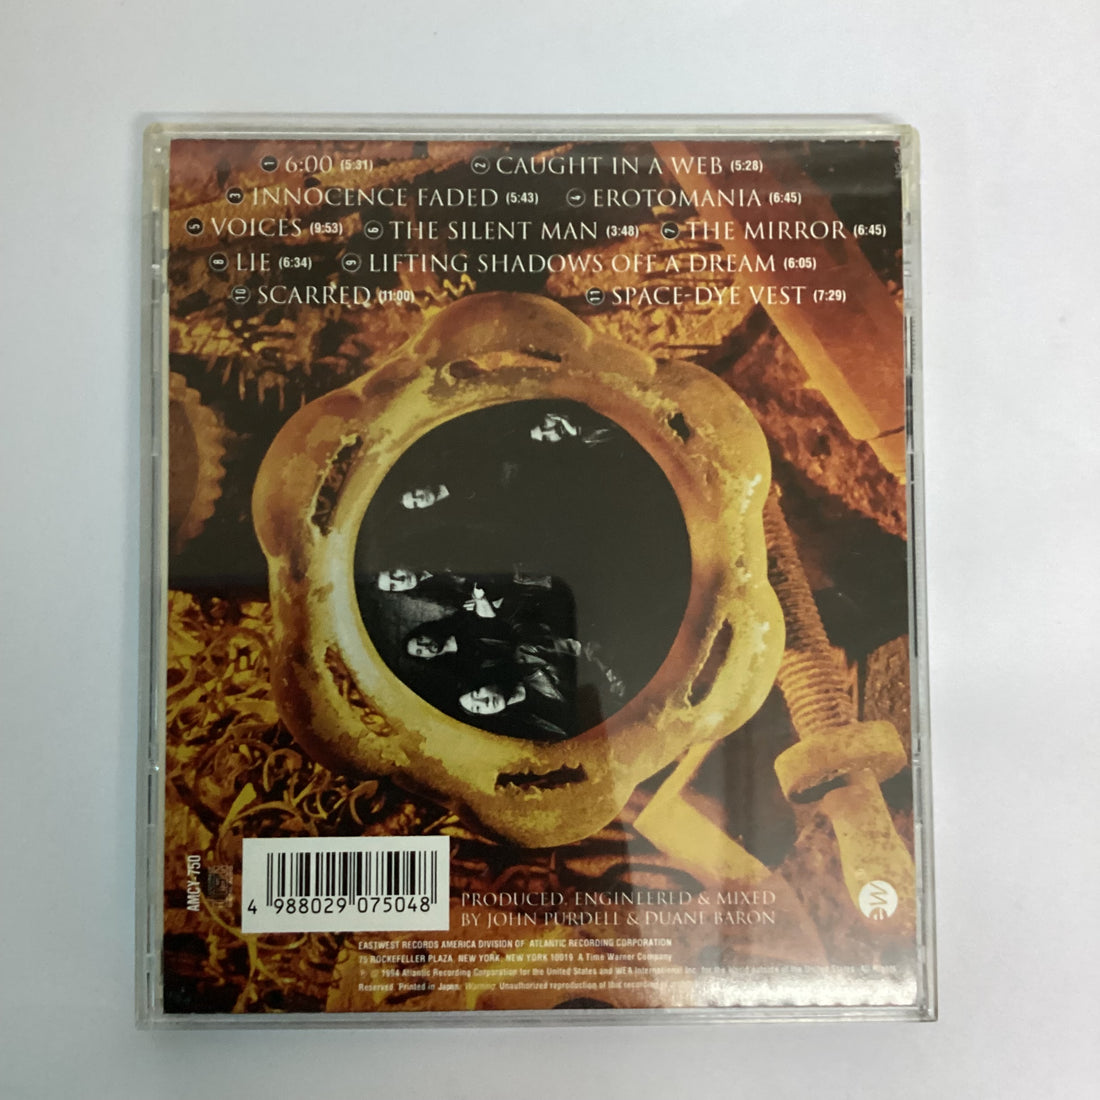 1 6:00 (5:31) 2 CAUGHT IN A WEB (5:28)
3 INNOCENCE FADED (5:43) 4 EROTOMANIA (6:45)
5 VOICES (9:53) 6 THE SILENT MAN (3:48) 7 THE MIRROR (6:45)
8 LIE (6:34) 9 LIFTING SHADOWS OFF A DREAM (6:05)
10 SCARRED (11:00) 11 SPACE-DYE VEST (7:29)
AMCY-750
4 988029 075048
PRODUCED, ENGINEERED & MIXED
BY JOHN PURDELL & DUANE BARON
EASTWEST RECORDS AMERICA DIVISION OF ATLANTIC RECORDING CORPORATION
75 ROCKEFELLER PLAZA, NEW YORK, NEW YORK 10019 A Time Warner Company
℗ © 1994 Atlantic Recording Corporation for the United States and WEA International Inc. for the world outside of the United States. All Rights
Reserved. Printed in Japan. Warning: Unauthorized reproduction of this recording